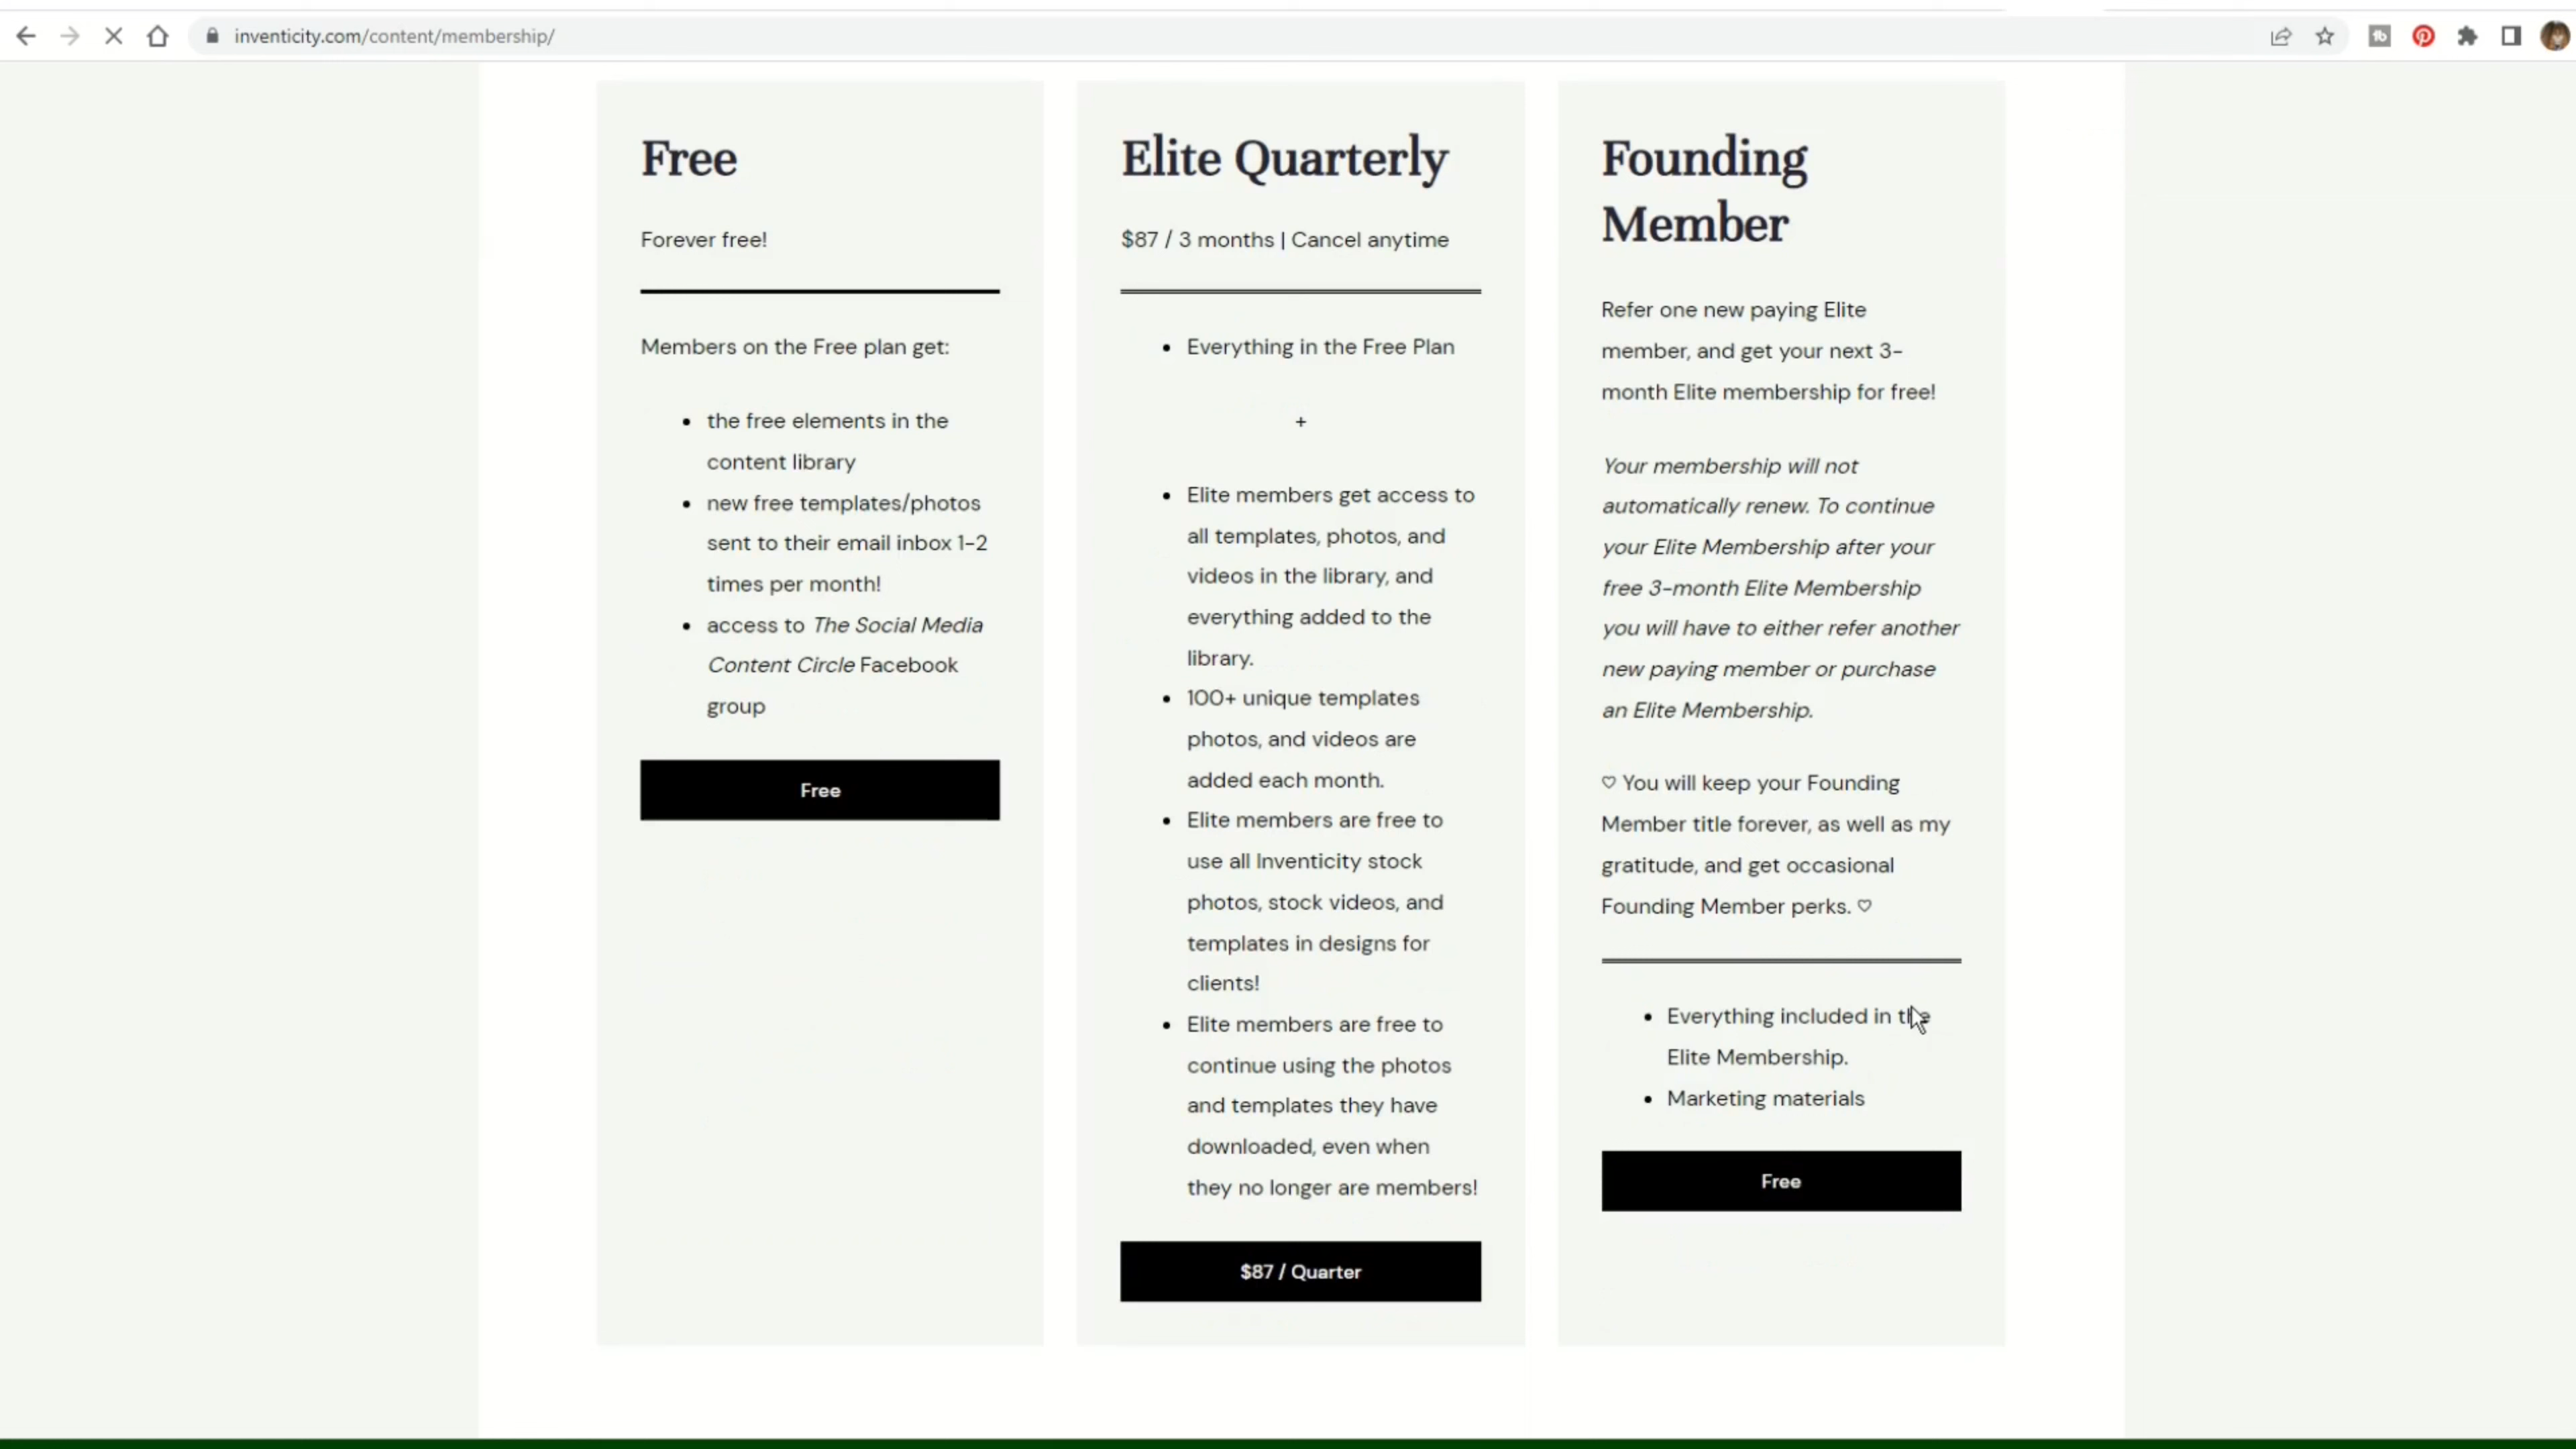 inventicity.com/content/membership/
Free
Forever free!
Members on the Free plan get:
• the free elements in the
content library
• new free templates/photos
sent to their email inbox 1-2
times per month!
• access to The Social Media
Content Circle Facebook
group
Free
Elite Quarterly
$87 / 3 months | Cancel anytime
• Everything in the Free Plan
+
• Elite members get access to
all templates, photos, and
videos in the library, and
everything added to the
library.
• 100+ unique templates
photos, and videos are
added each month.
• Elite members are free to
use all Inventicity stock
photos, stock videos, and
templates in designs for
clients!
• Elite members are free to
continue using the photos
and templates they have
downloaded, even when
they no longer are members!
$87 / Quarter
Founding
Member
Refer one new paying Elite
member, and get your next 3-
month Elite membership for free!
Your membership will not
automatically renew. To continue
your Elite Membership after your
free 3-month Elite Membership
you will have to either refer another
new paying member or purchase
an Elite Membership.
♡ You will keep your Founding
Member title forever, as well as my
gratitude, and get occasional
Founding Member perks. ♡
• Everything included in the
Elite Membership.
• Marketing materials
Free